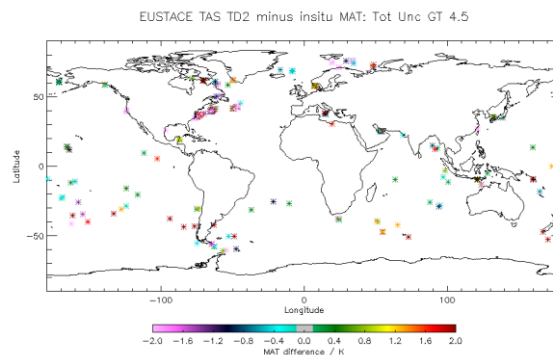 EUSTACE TAS TD2 minus insitu MAT: Tot Unc GT 4.5
Latitude
50
0
−50
−100
0
100
Longitude
−2.0 −1.6 −1.2 −0.8 −0.4 0.0 0.4 0.8 1.2 1.6 2.0
MAT difference / K